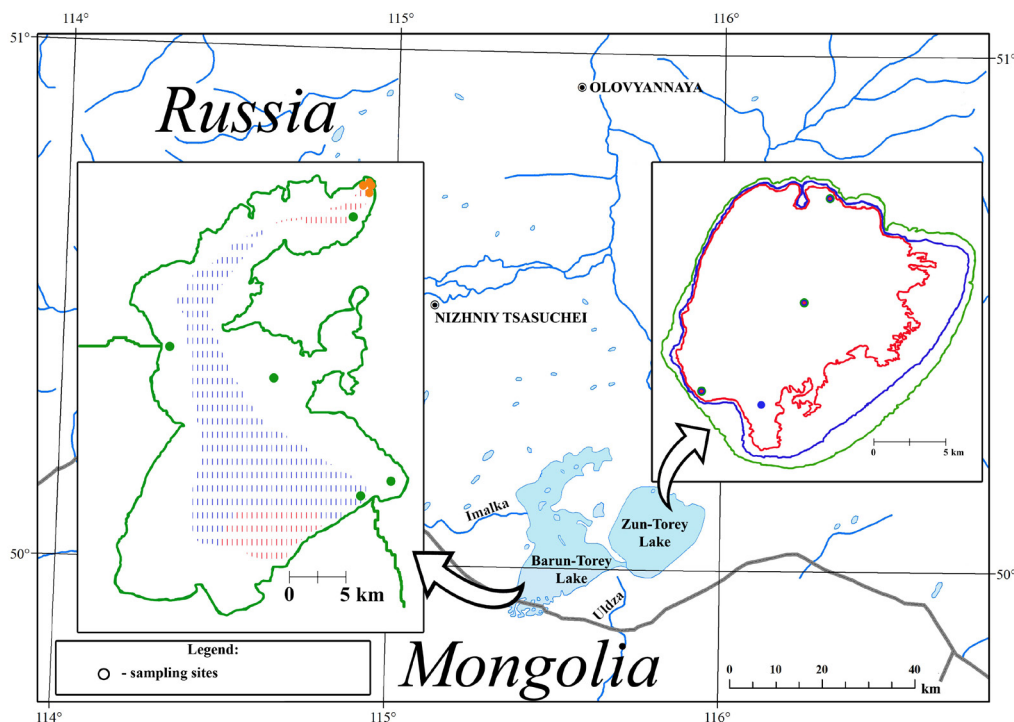 114°
115°
116°
51°
51°
OLOVYANNAYA
Russia
NIZHNIY TSASUCHEI
0
5 km
0
5 km
Imalka
Zun-Torey
Lake
Barun-Torey
Lake
Uldza
50°
50°
Legend:
- sampling sites
Mongolia
0
10
20
40
km
114°
115°
116°